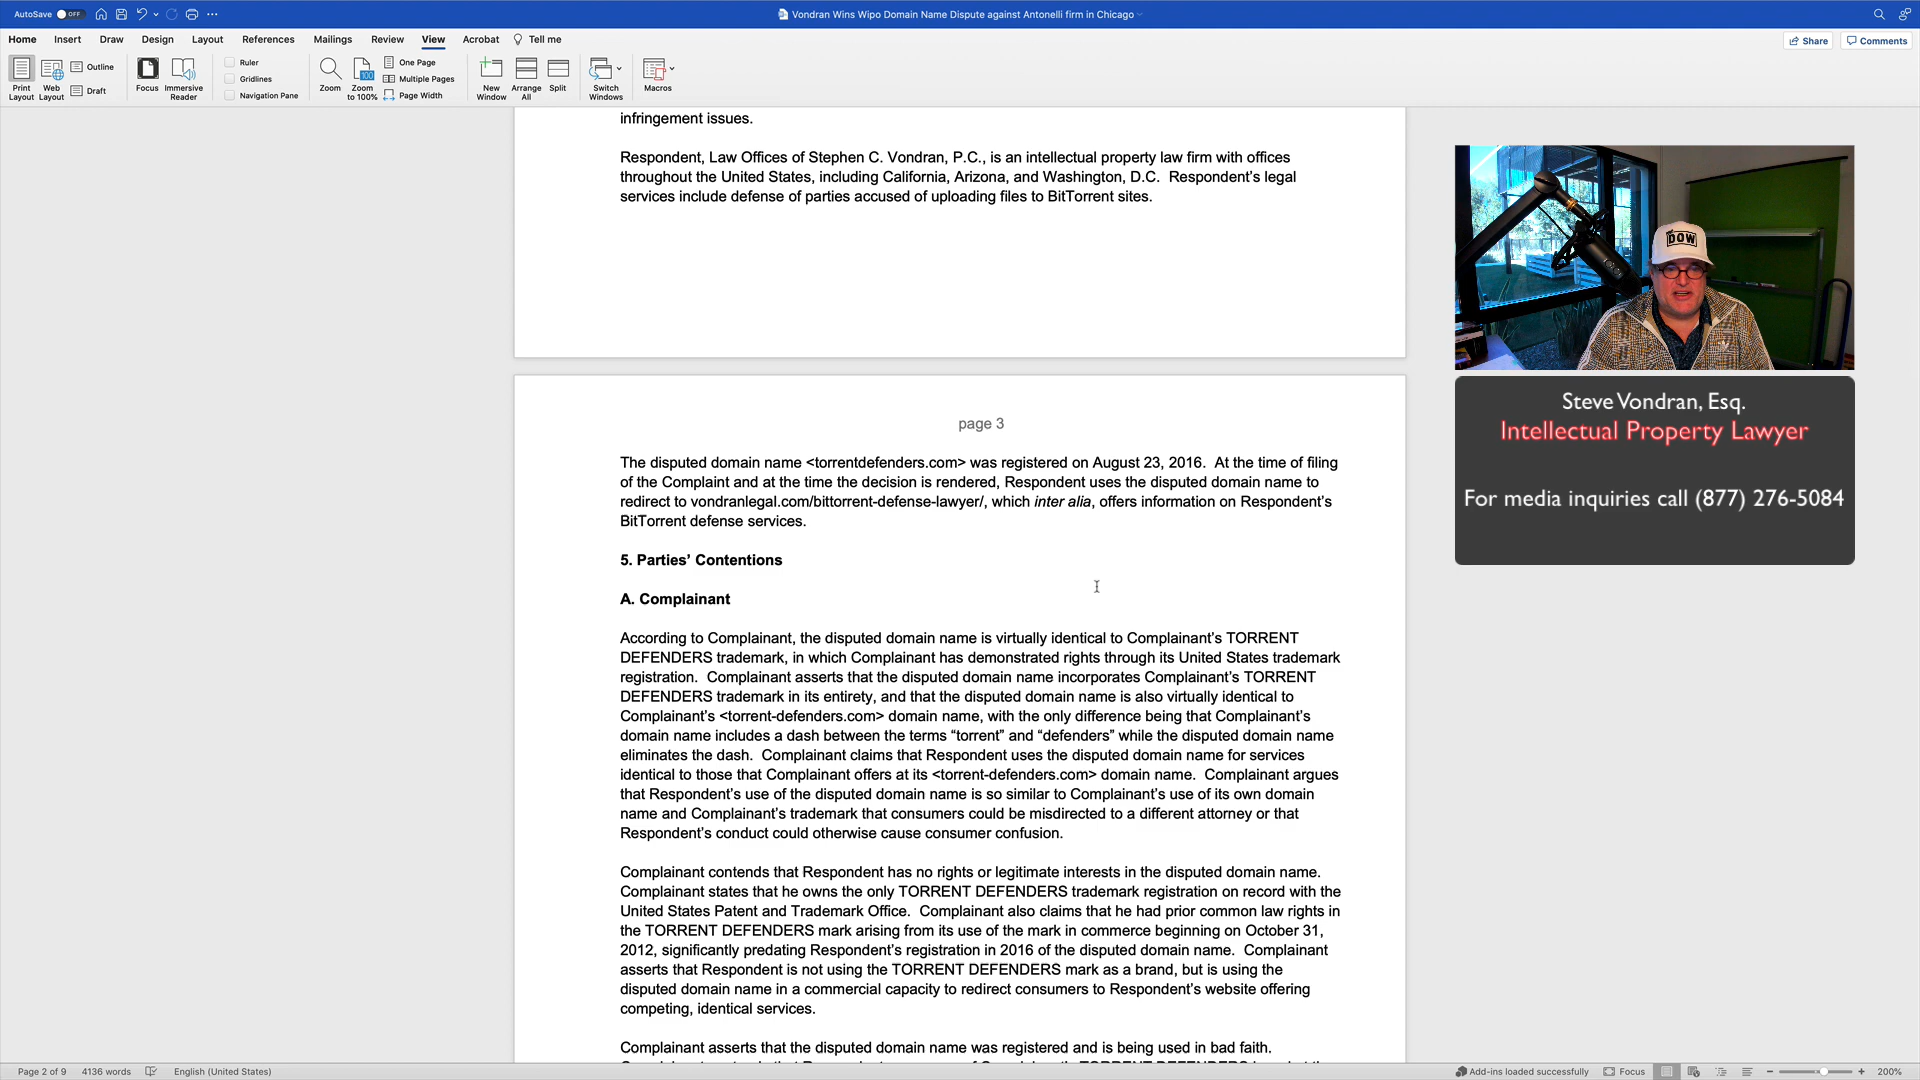 AutoSave OFF
Vondran Wins Wipo Domain Name Dispute against Antonelli firm in Chicago
Home Insert Draw Design Layout References Mailings Review View Acrobat Tell me
Share Comments
Print Layout
Web Layout
Outline
Draft
Focus
Immersive Reader
Ruler
Gridlines
Navigation Pane
Zoom
Zoom to 100%
100
One Page
Multiple Pages
Page Width
New Window
Arrange All
Split
Switch Windows
Macros
infringement issues.
Respondent, Law Offices of Stephen C. Vondran, P.C., is an intellectual property law firm with offices
throughout the United States, including California, Arizona, and Washington, D.C. Respondent's legal
services include defense of parties accused of uploading files to BitTorrent sites.
page 3
The disputed domain name <torrentdefenders.com> was registered on August 23, 2016. At the time of filing
of the Complaint and at the time the decision is rendered, Respondent uses the disputed domain name to
redirect to vondranlegal.com/bittorrent-defense-lawyer/, which inter alia, offers information on Respondent's
BitTorrent defense services.
5. Parties' Contentions
A. Complainant
According to Complainant, the disputed domain name is virtually identical to Complainant's TORRENT
DEFENDERS trademark, in which Complainant has demonstrated rights through its United States trademark
registration. Complainant asserts that the disputed domain name incorporates Complainant's TORRENT
DEFENDERS trademark in its entirety, and that the disputed domain name is also virtually identical to
Complainant's <torrent-defenders.com> domain name, with the only difference being that Complainant's
domain name includes a dash between the terms "torrent" and "defenders" while the disputed domain name
eliminates the dash. Complainant claims that Respondent uses the disputed domain name for services
identical to those that Complainant offers at its <torrent-defenders.com> domain name. Complainant argues
that Respondent's use of the disputed domain name is so similar to Complainant's use of its own domain
name and Complainant's trademark that consumers could be misdirected to a different attorney or that
Respondent's conduct could otherwise cause consumer confusion.
Complainant contends that Respondent has no rights or legitimate interests in the disputed domain name.
Complainant states that he owns the only TORRENT DEFENDERS trademark registration on record with the
United States Patent and Trademark Office. Complainant also claims that he had prior common law rights in
the TORRENT DEFENDERS mark arising from its use of the mark in commerce beginning on October 31,
2012, significantly predating Respondent's registration in 2016 of the disputed domain name. Complainant
asserts that Respondent is not using the TORRENT DEFENDERS mark as a brand, but is using the
disputed domain name in a commercial capacity to redirect consumers to Respondent's website offering
competing, identical services.
Complainant asserts that the disputed domain name was registered and is being used in bad faith.
DOW
Steve Vondran, Esq.
Intellectual Property Lawyer
For media inquiries call (877) 276-5084
Page 2 of 9 4136 words English (United States)
Add-ins loaded successfully Focus 200%